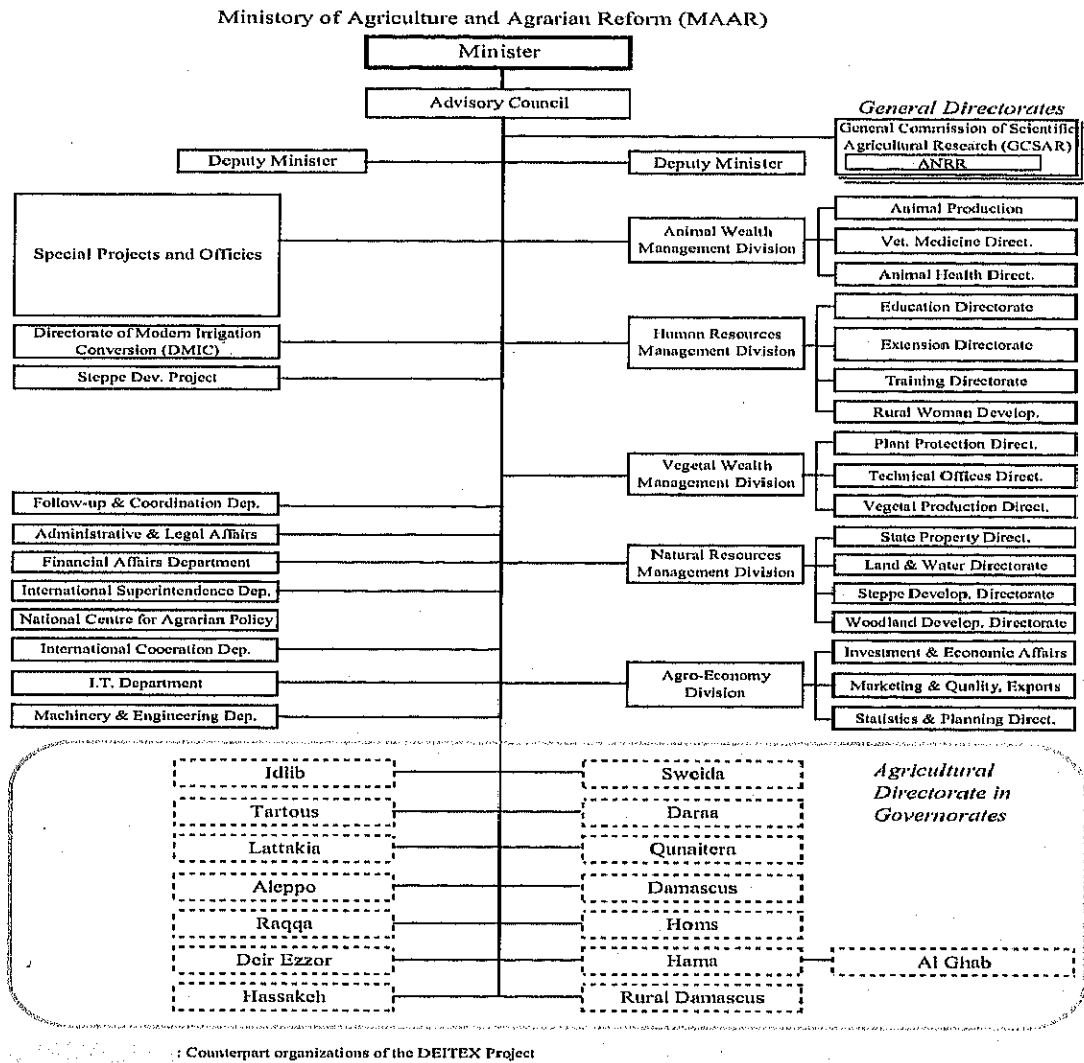 Ministory of Agriculture and Agrarian Reform (MAAR)
Minister
Advisory Council
General Directorates
General Commission of Scientific
Agricultural Research (GCSAR)
ANRR
Deputy Minister
Deputy Minister
Special Projects and Officies
Animal Wealth
Management Division
Animal Production
Vet. Medicine Direct.
Animal Health Direct.
Directorate of Modern Irrigation
Conversion (DMIC)
Steppe Dev. Project
Human Resources
Management Division
Education Directorate
Extension Directorate
Training Directorate
Rural Woman Develop.
Vegetal Wealth
Management Division
Plant Protection Direct.
Technical Offices Direct.
Vegetal Production Direct.
Follow-up & Coordination Dep.
Administrative & Legal Affairs
Financial Affairs Department
International Superintendence Dep.
National Centre for Agrarian Policy
International Cooeration Dep.
I.T. Department
Machinery & Engineering Dep.
Natural Resources
Management Division
State Property Direct.
Land & Water Directorate
Steppe Develop. Directorate
Woodland Develop. Directorate
Agro-Economy
Division
Investment & Economic Affairs
Marketing & Quality, Exports
Statistics & Planning Direct.
Agricultural
Directorate in
Governorates
Idlib
Sweida
Tartous
Daraa
Lattakia
Qunaitera
Aleppo
Damascus
Raqqa
Homs
Deir Ezzor
Hama
Al Ghab
Hassakeh
Rural Damascus
: Counterpart organizations of the DEITEX Project